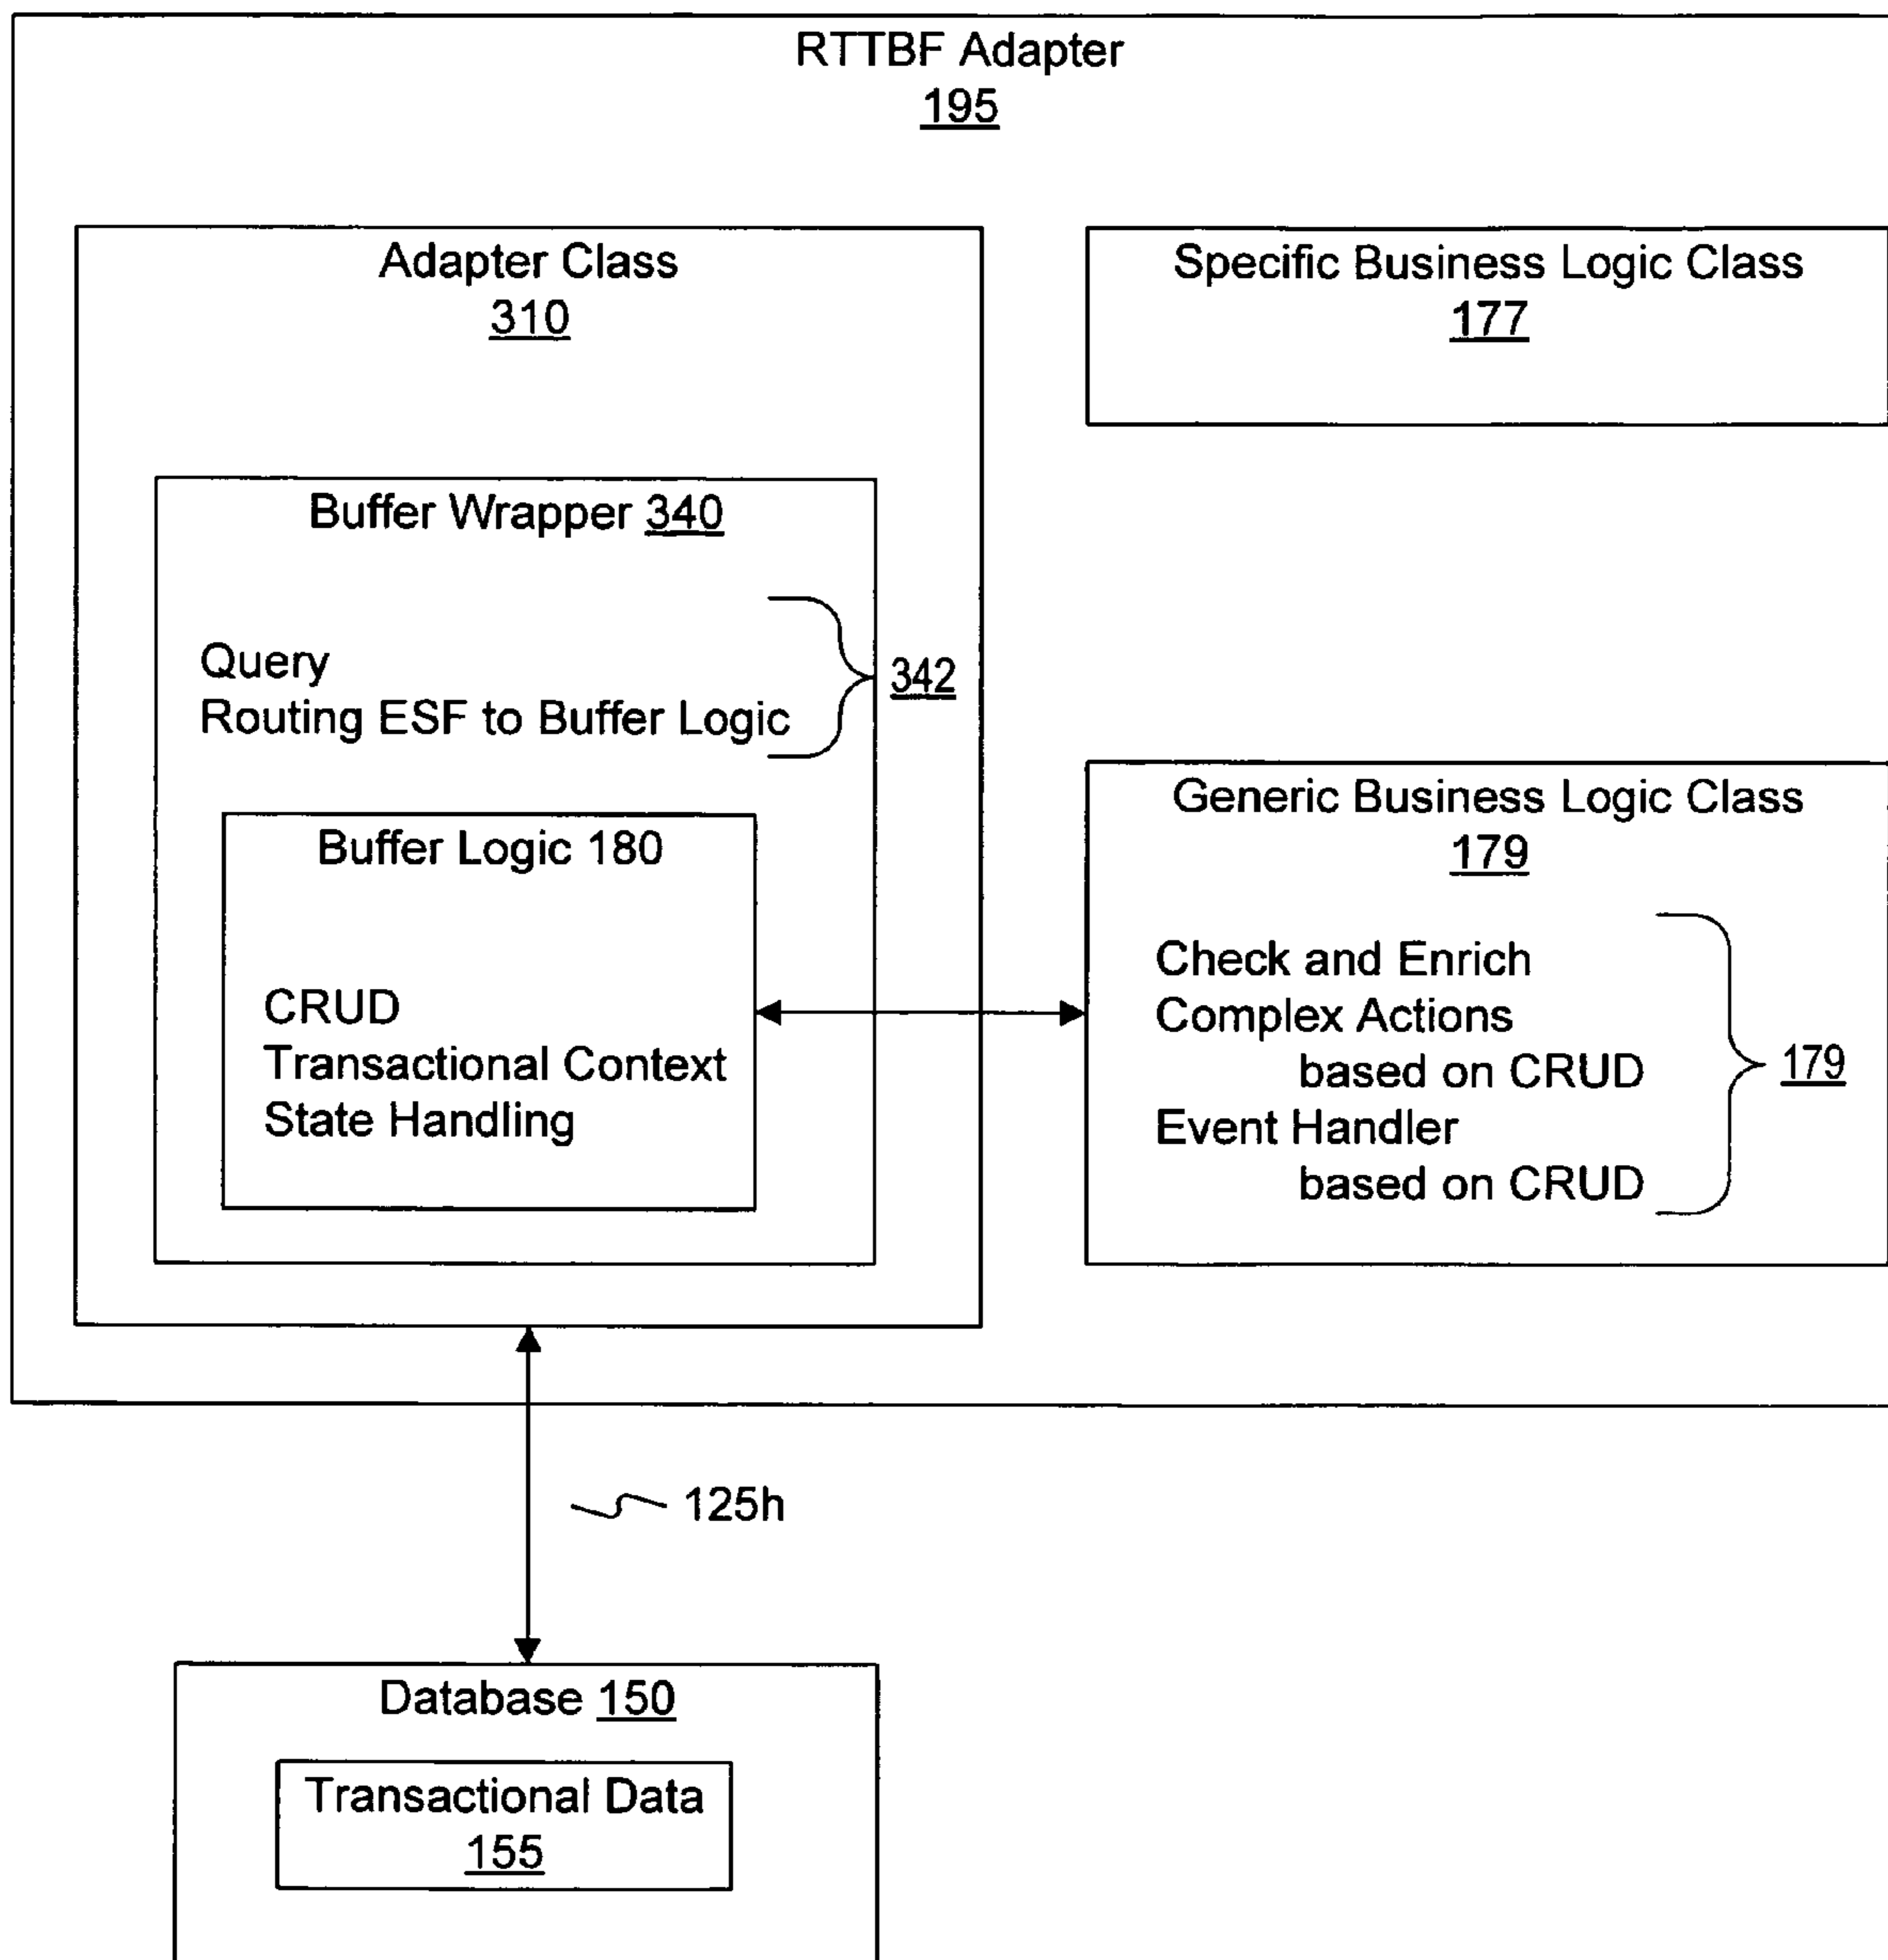 RTTBF Adapter
195
Adapter Class
310
Specific Business Logic Class
177
Buffer Wrapper 340
Query
Routing ESF to Buffer Logic
342
Buffer Logic 180
CRUD
Transactional Context
State Handling
Generic Business Logic Class
179
Check and Enrich
Complex Actions
based on CRUD
Event Handler
based on CRUD
179
125h
Database 150
Transactional Data
155